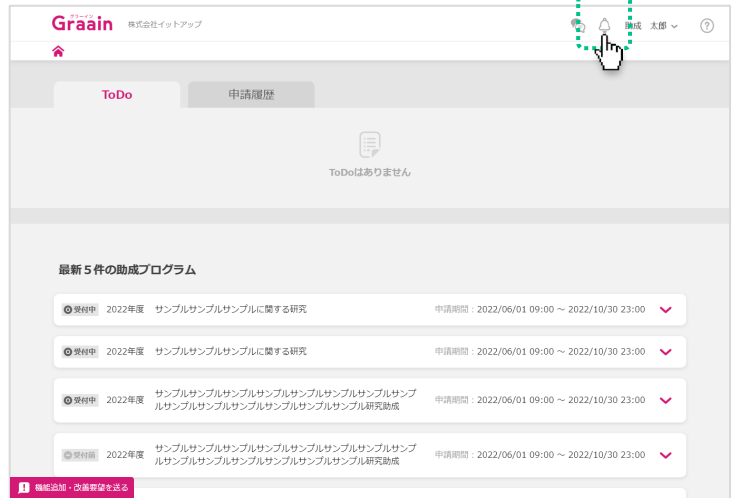 グラーイン
Graain 株式会社イットアップ 助成 太郎
ToDo 申請履歴
ToDoはありません
最新５件の助成プログラム
受付中 2022年度 サンプルサンプルサンプルに関する研究 申請期間：2022/06/01 09:00 ～ 2022/10/30 23:00
受付中 2022年度 サンプルサンプルサンプルに関する研究 申請期間：2022/06/01 09:00 ～ 2022/10/30 23:00
受付中 2022年度 サンプルサンプルサンプルサンプルサンプルサンプルサンプルサンプル
ルサンプルサンプルサンプルサンプルサンプルサンプル研究助成 申請期間：2022/06/01 09:00 ～ 2022/10/30 23:00
受付前 2022年度 サンプルサンプルサンプルサンプルサンプルサンプルサンプルサンプル
ルサンプルサンプルサンプルサンプルサンプルサンプル研究助成 申請期間：2022/06/01 09:00 ～ 2022/10/30 23:00
機能追加・改善要望を送る